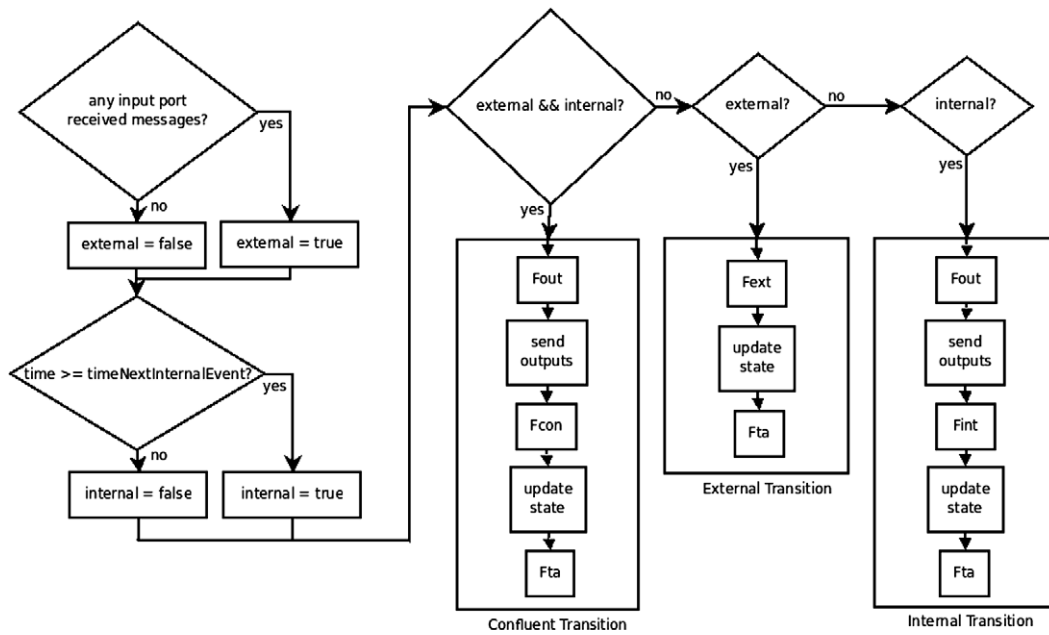 any input port
received messages?
yes
no
external = false
external = true
time >= timeNextInternalEvent?
yes
no
internal = false
internal = true
external && internal?
no
yes
external?
no
yes
internal?
yes
Fout
send
outputs
Fcon
update
state
Fta
Confluent Transition
Fext
update
state
Fta
External Transition
Fout
send
outputs
Fint
update
state
Fta
Internal Transition